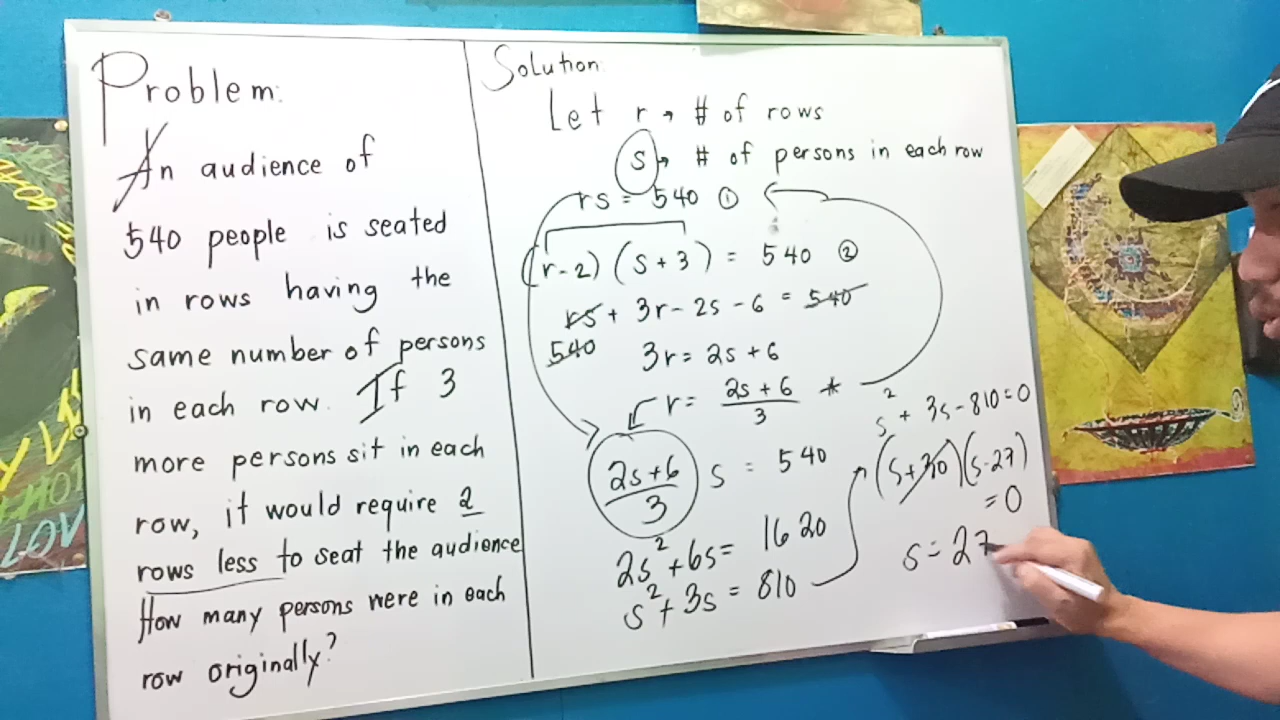 Problem:
An audience of
540 people is seated
in rows having the
same number of persons
in each row. If 3
more persons sit in each
row, it would require 2
rows less to seat the audience
How many persons were in each
row originally?
Solution:
Let r → # of rows
s → # of persons in each row
rs = 540 ①
(r-2) (s+3) = 540 ②
rs + 3r - 2s - 6 = 540
540
3r = 2s + 6
r = 2s+6/3 *
2s+6/3 s = 540
2s² + 6s = 1620
s² + 3s = 810
s² + 3s - 810 = 0
(s+30)(s-27)
= 0
s = 27